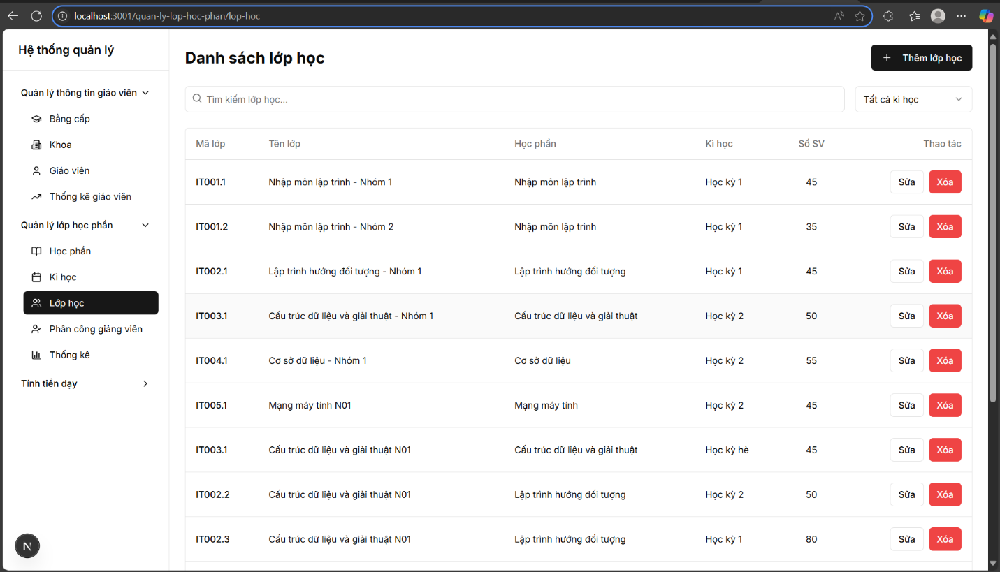 localhost:3001/quan-ly-lop-hoc-phan/lop-hoc
Hệ thống quản lý
Quản lý thông tin giáo viên
Bằng cấp
Khoa
Giáo viên
Thống kê giáo viên
Quản lý lớp học phần
Học phần
Kì học
Lớp học
Phân công giảng viên
Thống kê
Tính tiền dạy
N
Danh sách lớp học
+ Thêm lớp học
Tìm kiếm lớp học...
Tất cả kì học
Mã lớp Tên lớp Học phần Kì học Số SV Thao tác
IT001.1 Nhập môn lập trình - Nhóm 1 Nhập môn lập trình Học kỳ 1 45 Sửa Xóa
IT001.2 Nhập môn lập trình - Nhóm 2 Nhập môn lập trình Học kỳ 1 35 Sửa Xóa
IT002.1 Lập trình hướng đối tượng - Nhóm 1 Lập trình hướng đối tượng Học kỳ 1 45 Sửa Xóa
IT003.1 Cấu trúc dữ liệu và giải thuật - Nhóm 1 Cấu trúc dữ liệu và giải thuật Học kỳ 2 50 Sửa Xóa
IT004.1 Cơ sở dữ liệu - Nhóm 1 Cơ sở dữ liệu Học kỳ 2 55 Sửa Xóa
IT005.1 Mạng máy tính N01 Mạng máy tính Học kỳ 2 45 Sửa Xóa
IT003.1 Cấu trúc dữ liệu và giải thuật N01 Cấu trúc dữ liệu và giải thuật Học kỳ hè 45 Sửa Xóa
IT002.2 Cấu trúc dữ liệu và giải thuật N01 Lập trình hướng đối tượng Học kỳ 2 50 Sửa Xóa
IT002.3 Cấu trúc dữ liệu và giải thuật N01 Lập trình hướng đối tượng Học kỳ 1 80 Sửa Xóa